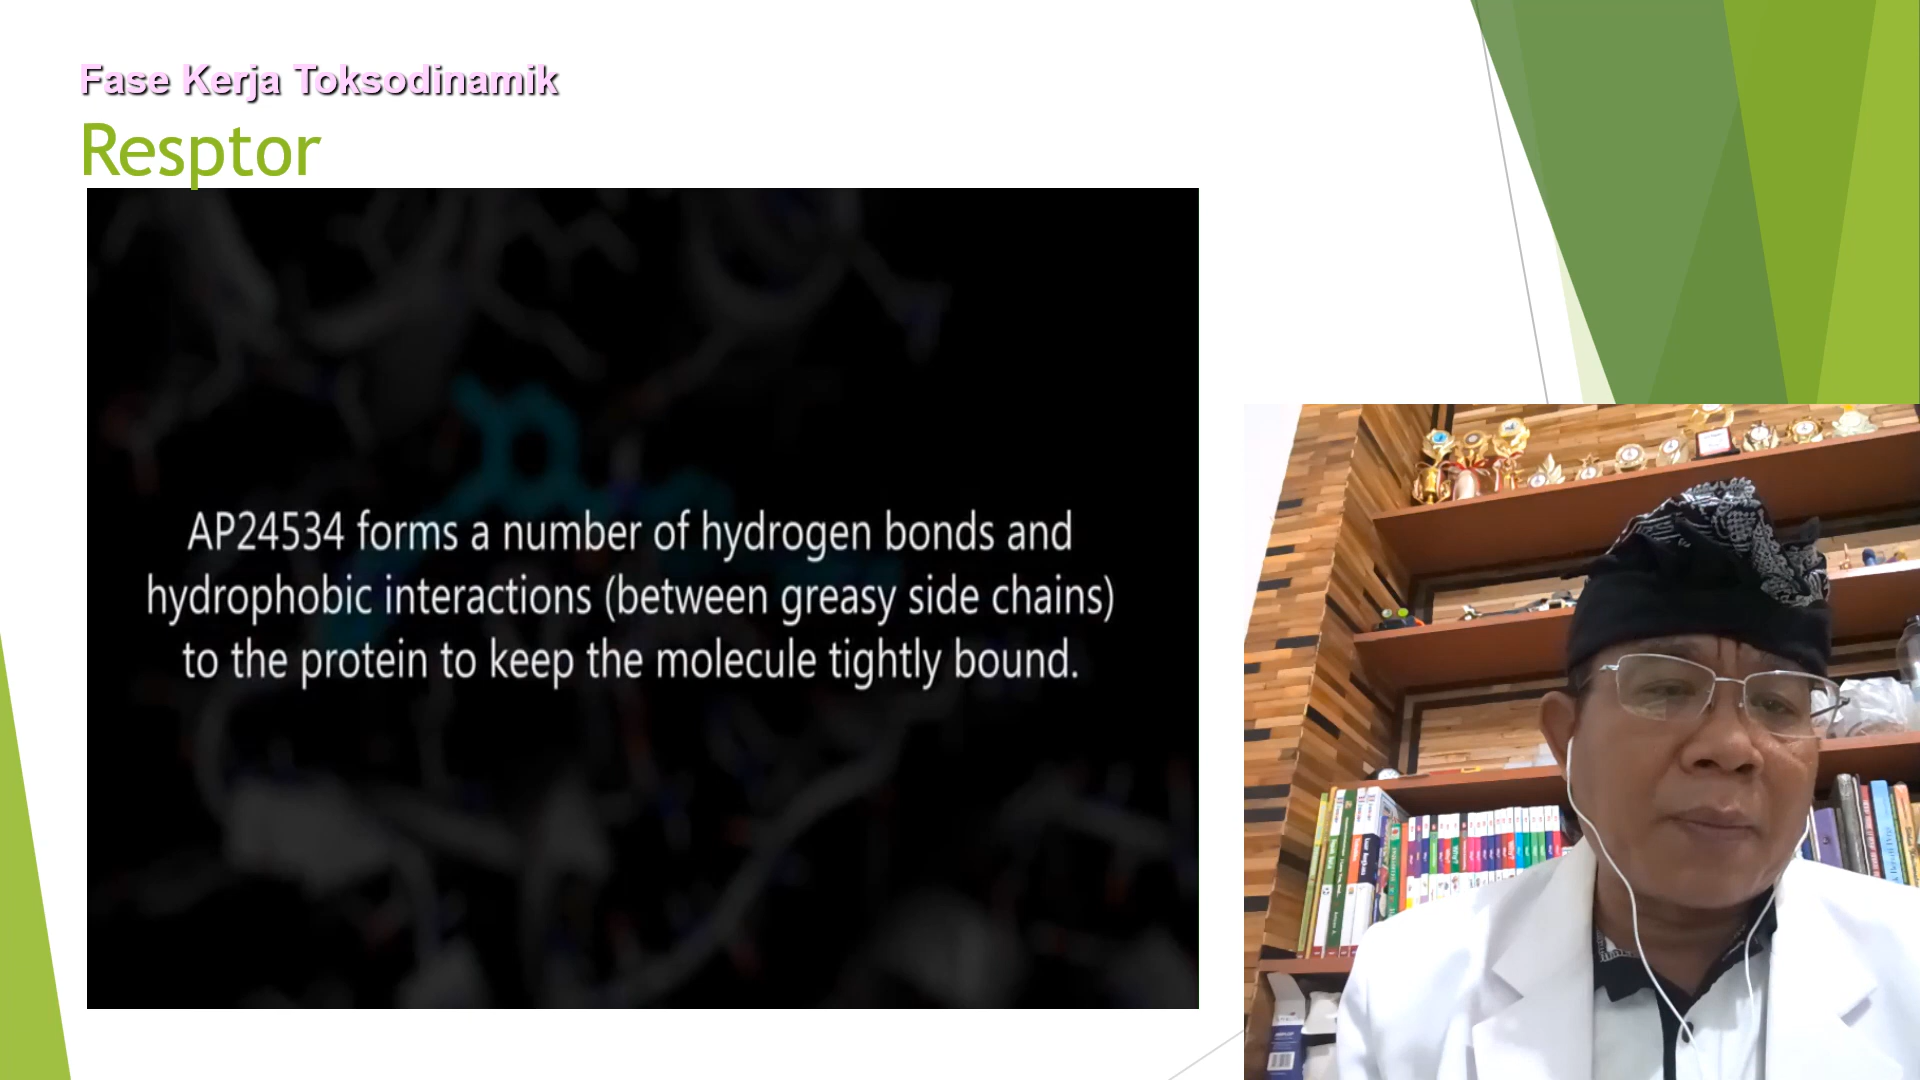 Fase Kerja Toksodinamik
Resptor
AP24534 forms a number of hydrogen bonds and
hydrophobic interactions (between greasy side chains)
to the protein to keep the molecule tightly bound.